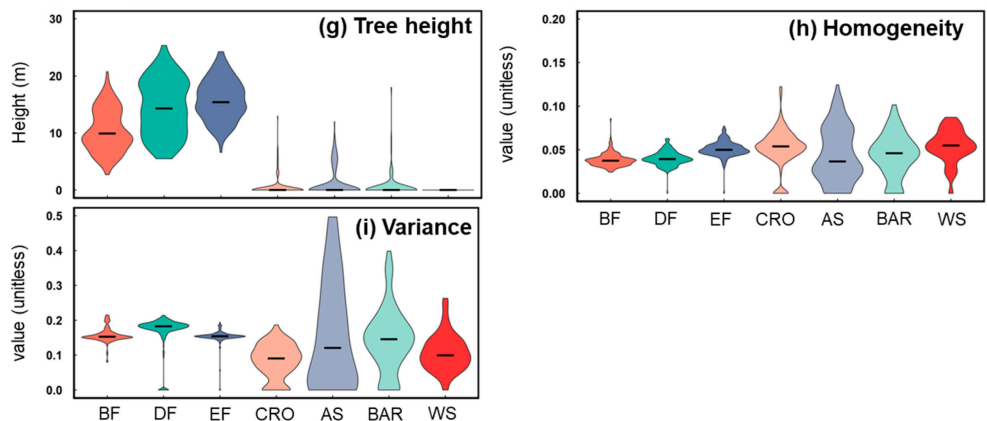 (g) Tree height
Height (m)
30
20
10
0
(h) Homogeneity
value (unitless)
0.20
0.15
0.10
0.05
0.00
BF DF EF CRO AS BAR WS
(i) Variance
value (unitless)
0.5
0.4
0.3
0.2
0.1
0.0
BF DF EF CRO AS BAR WS